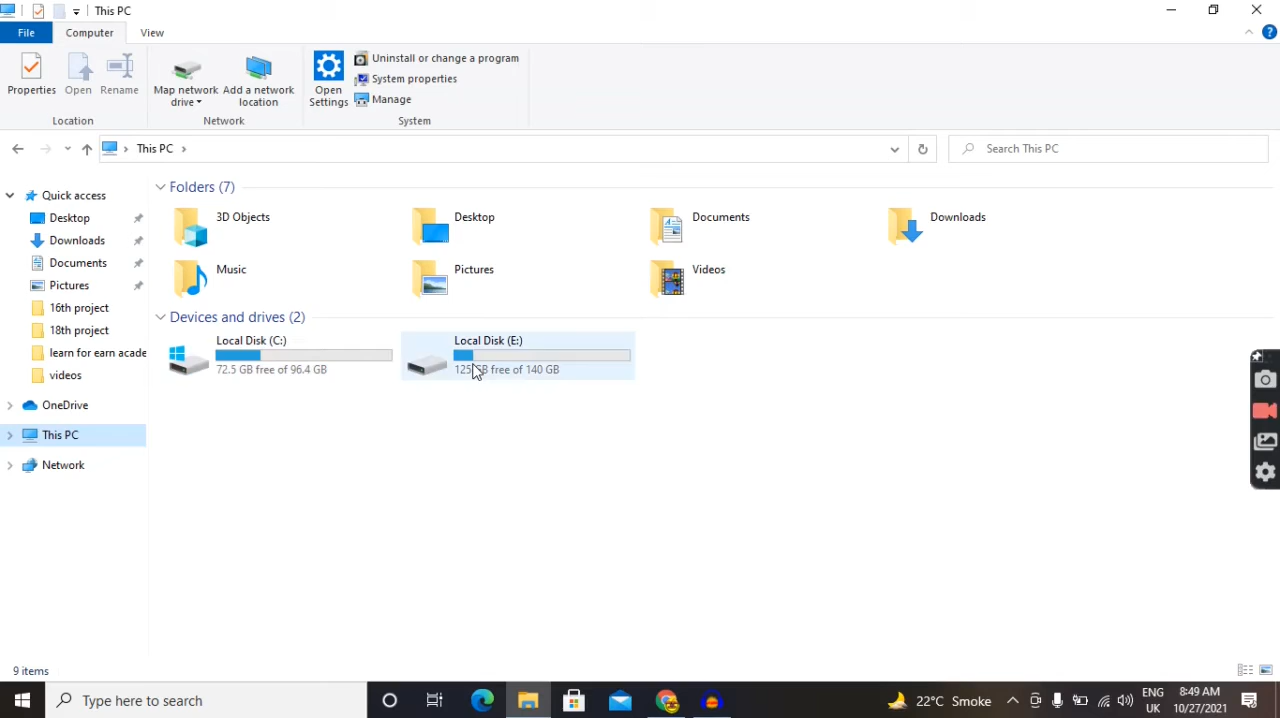 This PC
File
Computer
View
Properties
Open
Rename
Map network
drive
Add a network
location
Open
Settings
Uninstall or change a program
System properties
Manage
Location
Network
System
This PC
Search This PC
Quick access
Desktop
Downloads
Documents
Pictures
16th project
18th project
learn for earn acade
videos
OneDrive
This PC
Network
Folders (7)
3D Objects
Desktop
Documents
Downloads
Music
Pictures
Videos
Devices and drives (2)
Local Disk (C:)
72.5 GB free of 96.4 GB
Local Disk (E:)
125 GB free of 140 GB
9 items
Type here to search
22°C Smoke
ENG
UK
8:49 AM
10/27/2021